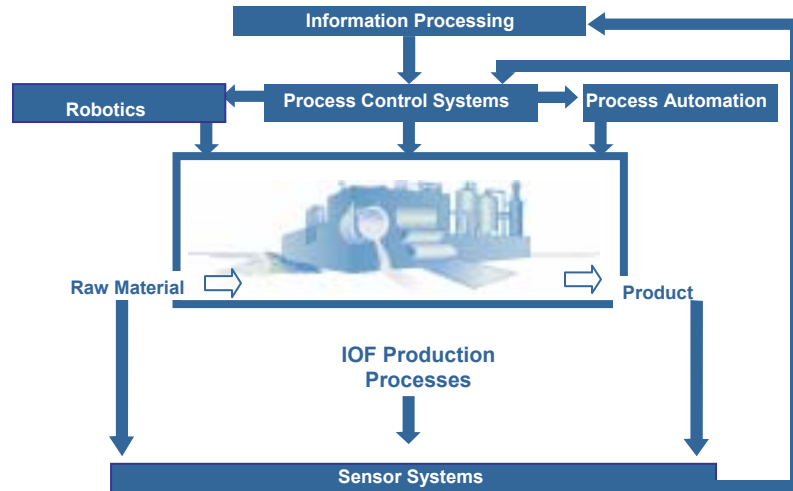 Information Processing
Robotics
Process Control Systems
Process Automation
Raw Material
Product
IOF Production
Processes
Sensor Systems